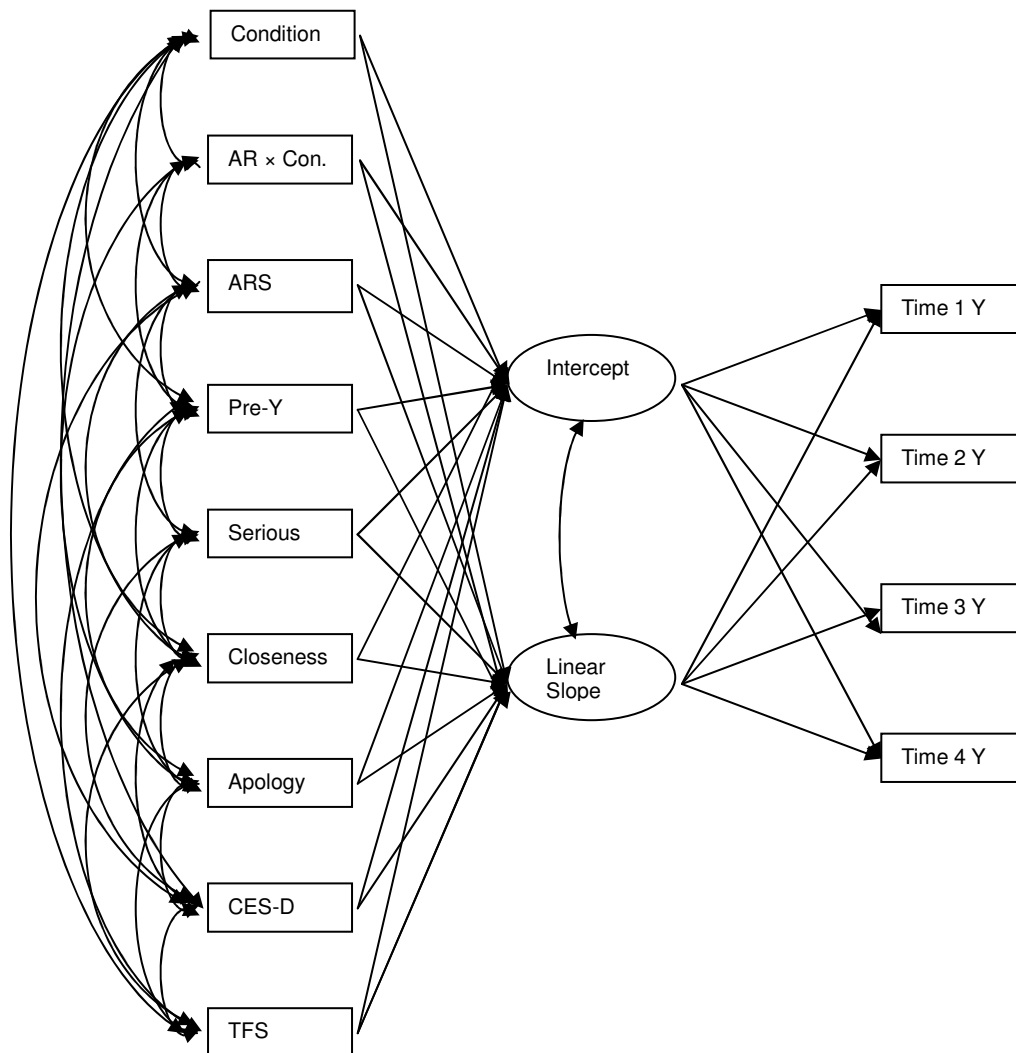 Condition
AR × Con.
ARS
Pre-Y
Serious
Closeness
Apology
CES-D
TFS
Intercept
Linear
Slope
Time 1 Y
Time 2 Y
Time 3 Y
Time 4 Y